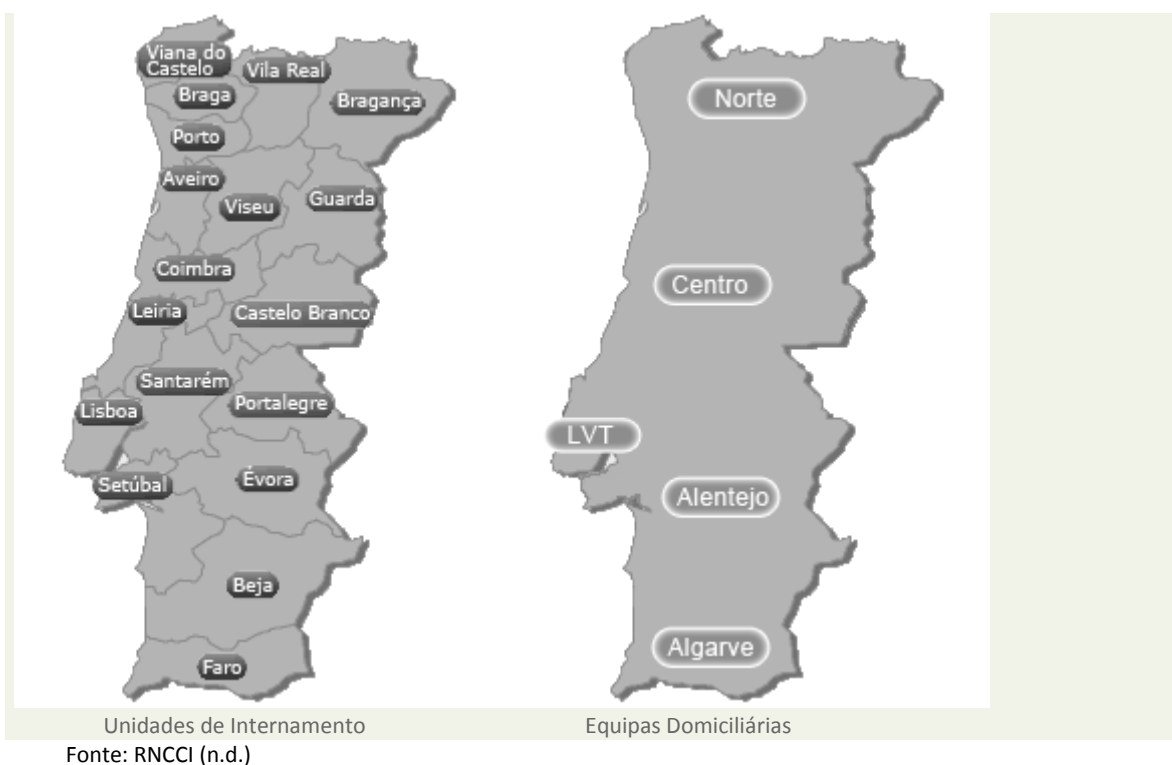 Viana do
Castelo
Vila Real
Braga
Bragança
Porto
Aveiro
Viseu
Guarda
Coimbra
Leiria
Castelo Branco
Santarém
Lisboa
Portalegre
Setúbal
Évora
Beja
Faro
Norte
Centro
LVT
Alentejo
Algarve
Unidades de Internamento
Equipas Domiciliárias
Fonte: RNCCI (n.d.)